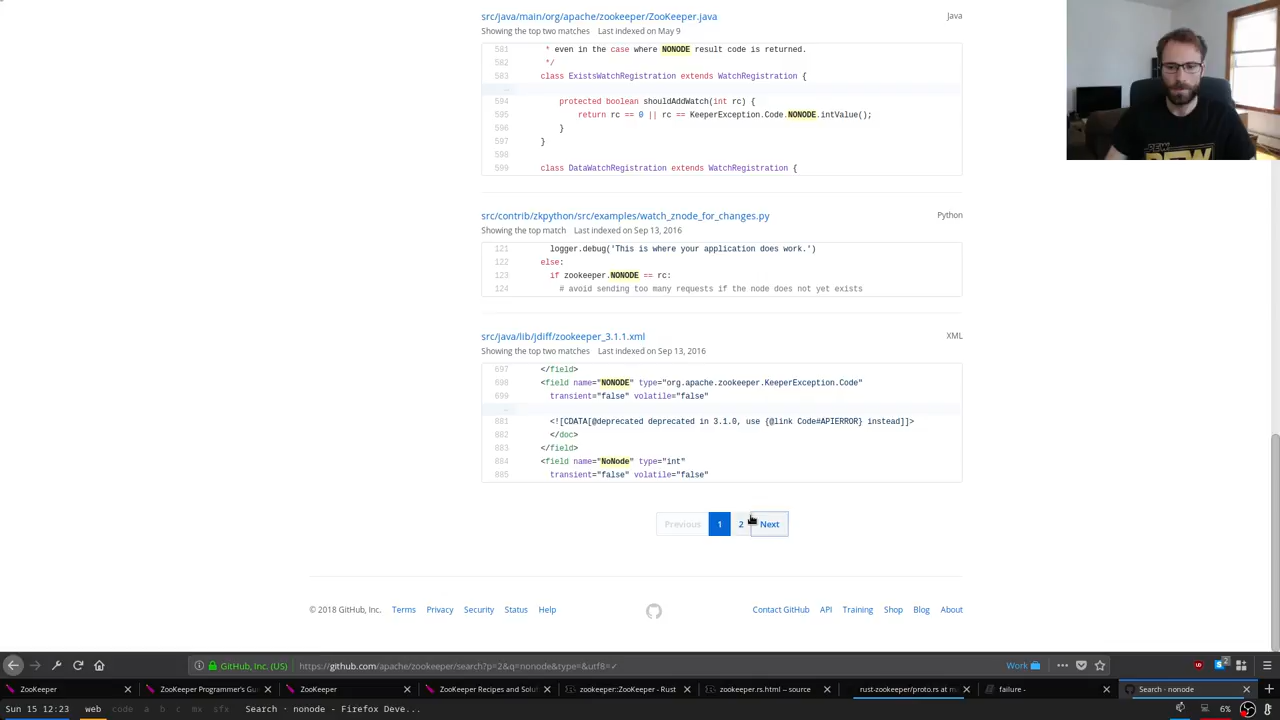 src/java/main/org/apache/zookeeper/ZooKeeper.java Java
Showing the top two matches Last indexed on May 9
581 * even in the case where NONODE result code is returned.
582 */
583 class ExistsWatchRegistration extends WatchRegistration {
…
594 protected boolean shouldAddWatch(int rc) {
595 return rc == 0 || rc == KeeperException.Code.NONODE.intValue();
596 }
597 }
598
599 class DataWatchRegistration extends WatchRegistration {
src/contrib/zkpython/src/examples/watch_znode_for_changes.py Python
Showing the top match Last indexed on Sep 13, 2016
121 logger.debug('This is where your application does work.')
122 else:
123 if zookeeper.NONODE == rc:
124 # avoid sending too many requests if the node does not yet exists
src/java/lib/jdiff/zookeeper_3.1.1.xml XML
Showing the top two matches Last indexed on Sep 13, 2016
697 </field>
698 <field name="NONODE" type="org.apache.zookeeper.KeeperException.Code"
699 transient="false" volatile="false"
…
881 <![CDATA[@deprecated deprecated in 3.1.0, use {@link Code#APIERROR} instead]]>
882 </doc>
883 </field>
884 <field name="NoNode" type="int"
885 transient="false" volatile="false"
Previous 1 2 Next
© 2018 GitHub, Inc. Terms Privacy Security Status Help Contact GitHub API Training Shop Blog About
GitHub, Inc. (US) https://github.com/apache/zookeeper/search?p=2&q=nonode&type=&utf8=✓ Work
ZooKeeper ZooKeeper Programmer's Gu ZooKeeper ZooKeeper Recipes and Solut zookeeper::ZooKeeper - Rust zookeeper.rs.html -- source rust-zookeeper/proto.rs at m failure - Search · nonode
Sun 15 12:23 web code a b c mx sfx Search · nonode - Firefox Deve... 6%